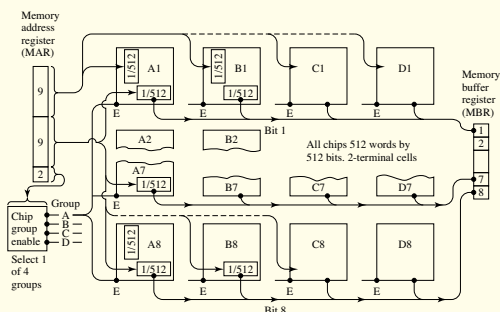 Memory
address
register
(MAR)
9
9
2
1/512
A1
1/512
E
1/512
B1
1/512
E
C1
E
D1
E
Bit 1
Memory
buffer
register
(MBR)
1
2
7
8
A2
B2
All chips 512 words by
512 bits. 2-terminal cells
A7
1/512
E
B7
C7
D7
Group
Chip
group
enable
A
B
C
D
Select 1
of 4
groups
1/512
A8
1/512
E
B8
1/512
E
C8
E
D8
E
Bit 8